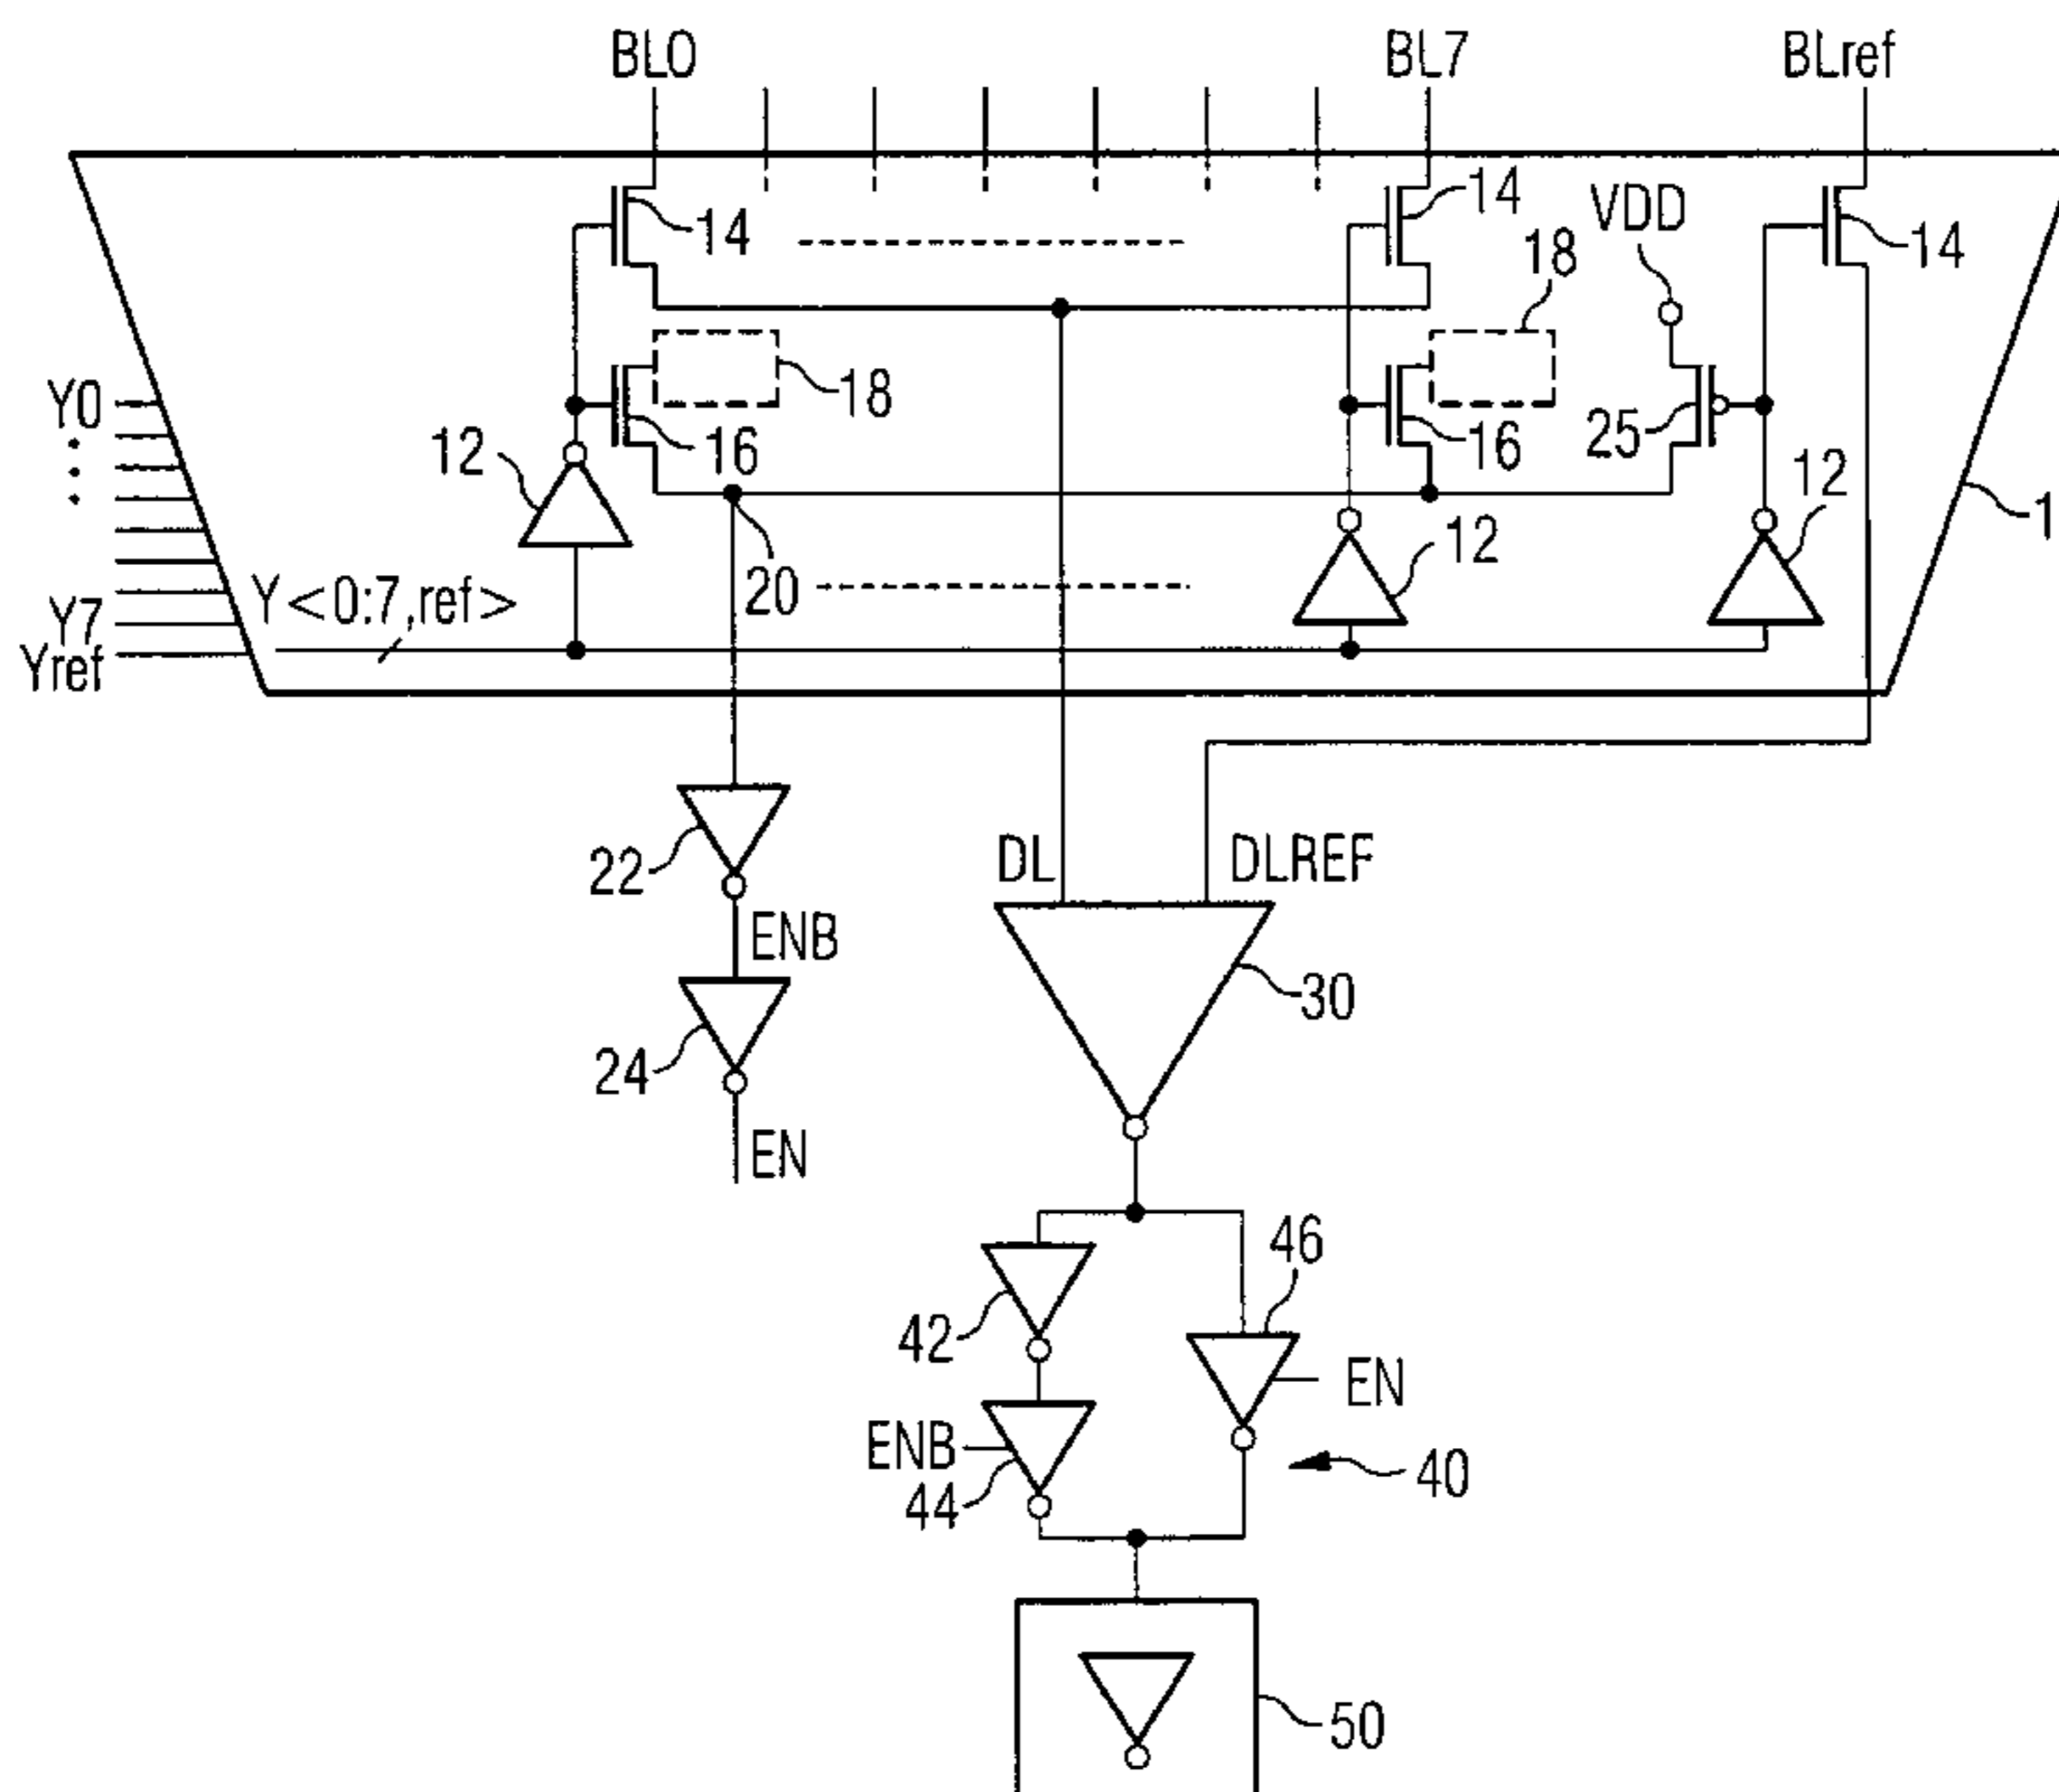 BL0 BL7 BLref
14 14 VDD 14
18
Y0 18
12 16 16 25 12
1
12
Y<0:7,ref> 20
Y7
Yref
22 DL DLREF
ENB
30
24
EN
46
42
EN
ENB
40
44
50